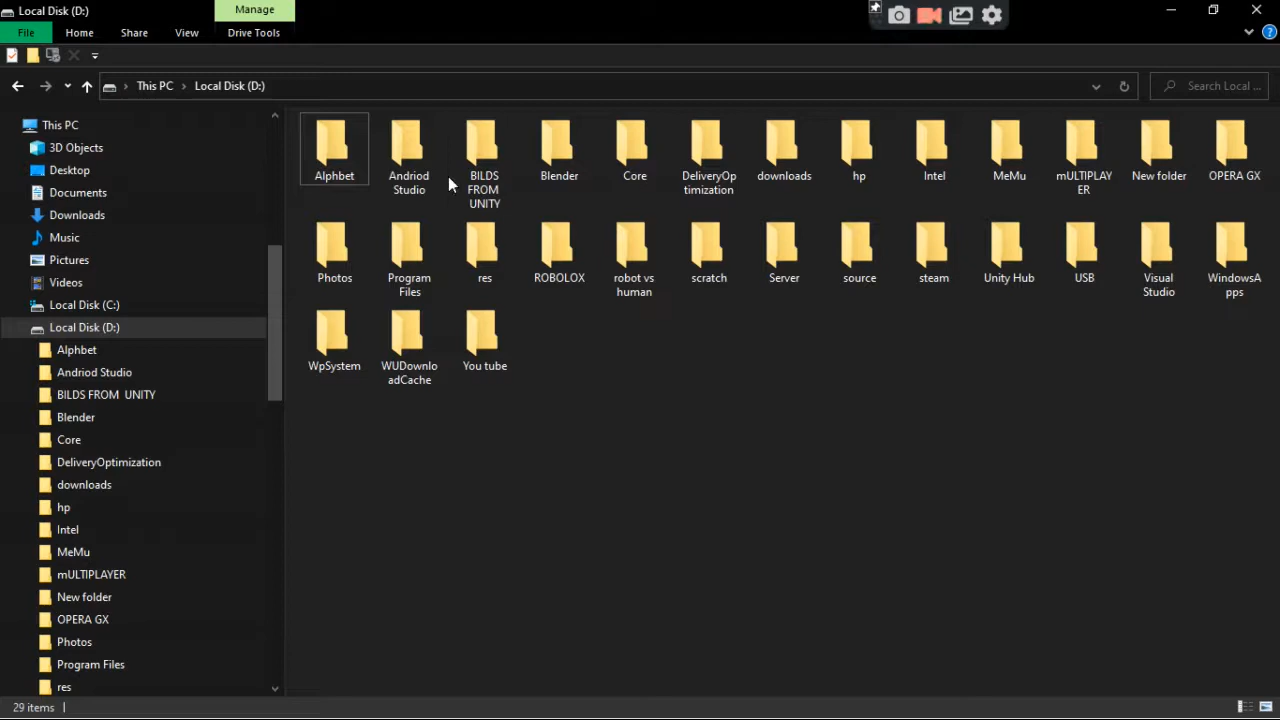 Local Disk (D:)
Manage
File
Home
Share
View
Drive Tools
This PC
Local Disk (D:)
Search Local ...
This PC
3D Objects
Desktop
Documents
Downloads
Music
Pictures
Videos
Local Disk (C:)
Local Disk (D:)
Alphbet
Andriod Studio
BILDS FROM  UNITY
Blender
Core
DeliveryOptimization
downloads
hp
Intel
MeMu
mULTIPLAYER
New folder
OPERA GX
Photos
Program Files
res
Alphbet
Andriod
Studio
BILDS
FROM
UNITY
Blender
Core
DeliveryOp
timization
downloads
hp
Intel
MeMu
mULTIPLAY
ER
New folder
OPERA GX
Photos
Program
Files
res
ROBOLOX
robot vs
human
scratch
Server
source
steam
Unity Hub
USB
Visual
Studio
WindowsA
pps
WpSystem
WUDownlo
adCache
You tube
29 items